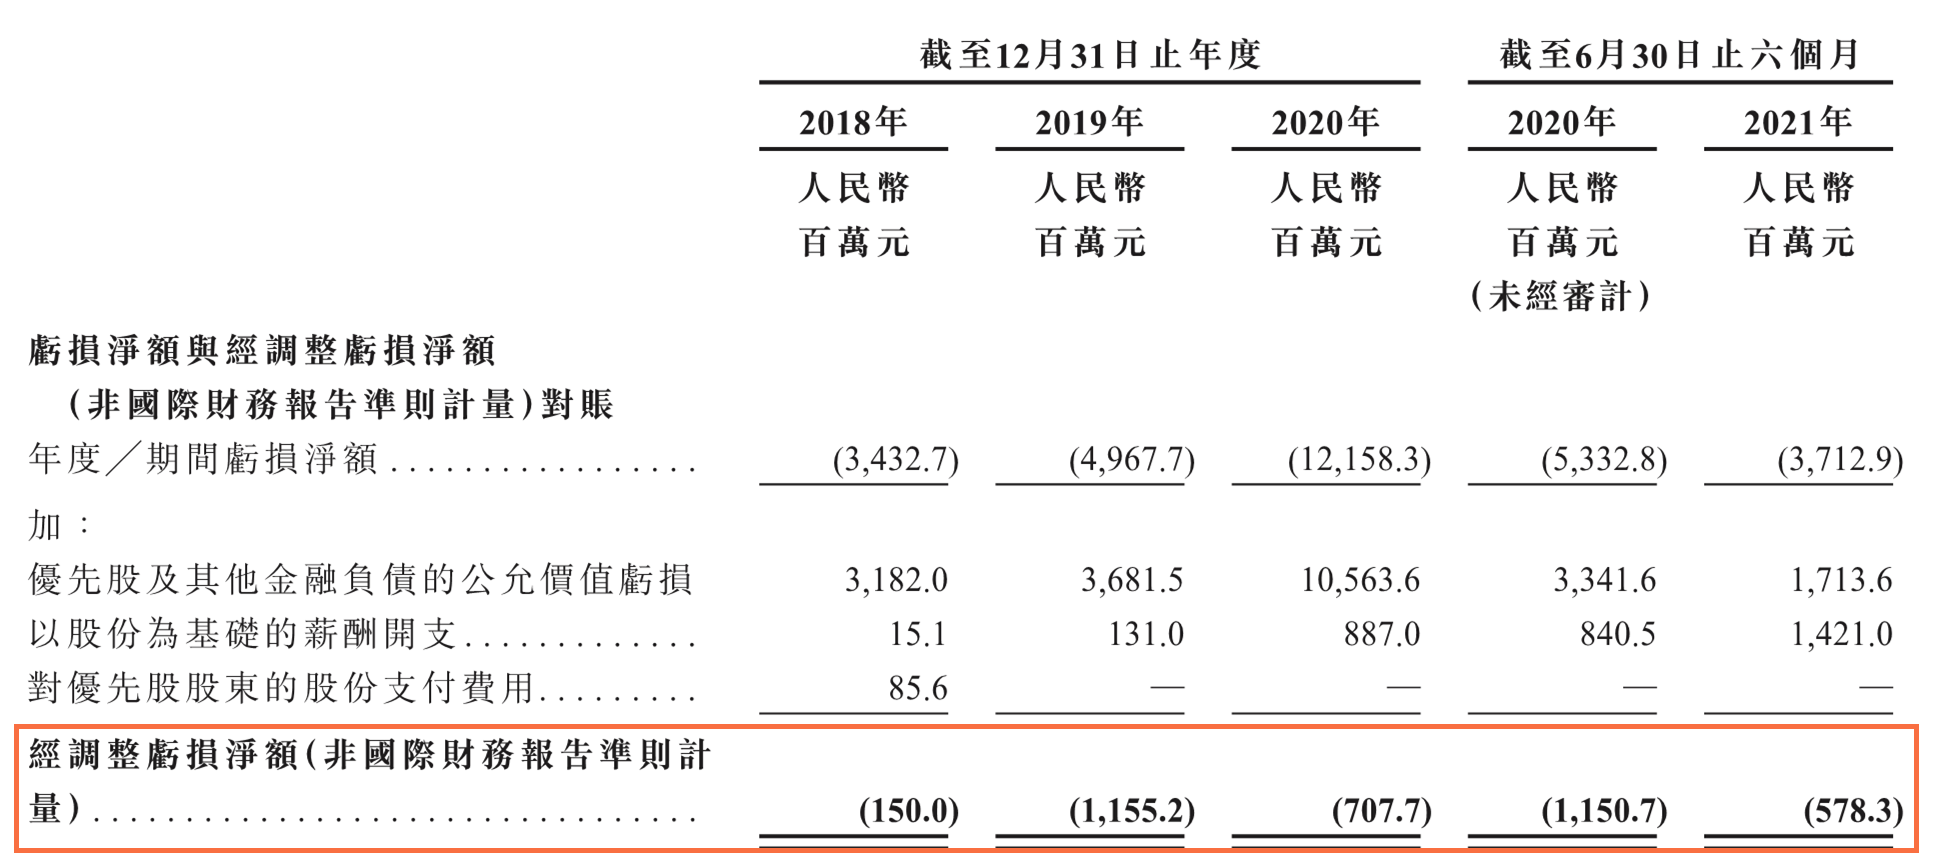 截至12月31日止年度 截至6月30日止六個月
2018年 2019年 2020年 2020年 2021年
人民幣 人民幣 人民幣 人民幣 人民幣
百萬元 百萬元 百萬元 百萬元 百萬元
(未經審計)
虧損淨額與經調整虧損淨額
(非國際財務報告準則計量)對賬
年度╱期間虧損淨額................. (3,432.7) (4,967.7) (12,158.3) (5,332.8) (3,712.9)
加：
優先股及其他金融負債的公允價值虧損 3,182.0 3,681.5 10,563.6 3,341.6 1,713.6
以股份為基礎的薪酬開支............. 15.1 131.0 887.0 840.5 1,421.0
對優先股股東的股份支付費用......... 85.6 — — — —
經調整虧損淨額(非國際財務報告準則計
量)................................. (150.0) (1,155.2) (707.7) (1,150.7) (578.3)